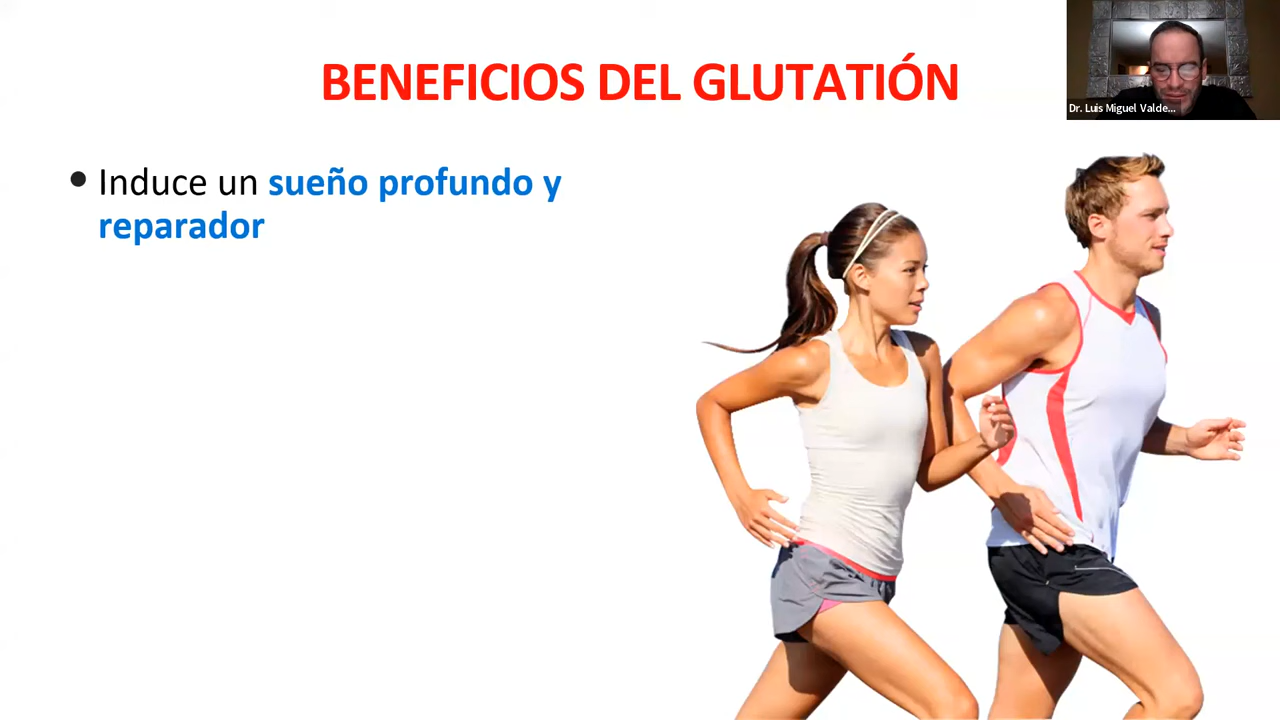 BENEFICIOS DEL GLUTATIÓN
Dr. Luis Miguel Valde...
• Induce un sueño profundo y
reparador